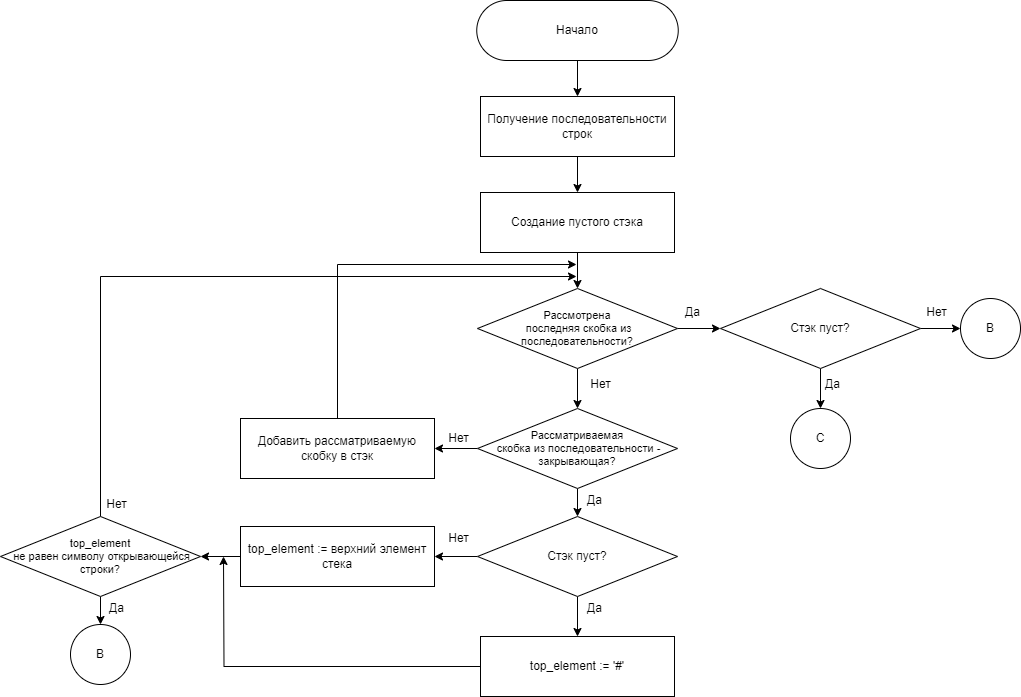 Начало
Получение последовательности
строк
Создание пустого стэка
Рассмотрена
последняя скобка из
последовательности?
Да
Стэк пуст?
Нет
B
Да
C
Нет
Рассматриваемая
скобка из последовательности -
закрывающая?
Нет
Добавить рассматриваемую
скобку в стэк
Да
Стэк пуст?
Нет
top_element := верхний элемент
стека
Нет
top_element
не равен символу открывающейся
строки?
Да
B
Да
top_element := '#'